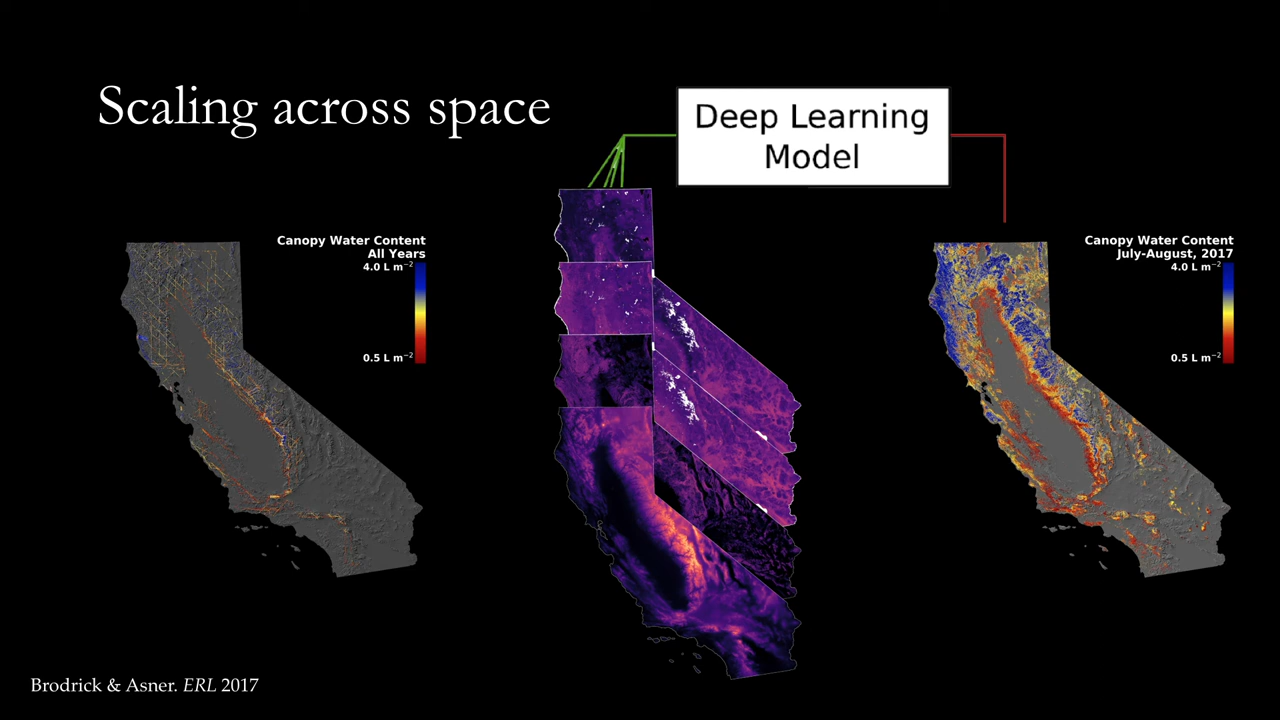 Scaling across space
Deep Learning
Model
Canopy Water Content
All Years
4.0 L m⁻²
0.5 L m⁻²
Canopy Water Content
July-August, 2017
4.0 L m⁻²
0.5 L m⁻²
Brodrick & Asner. ERL 2017